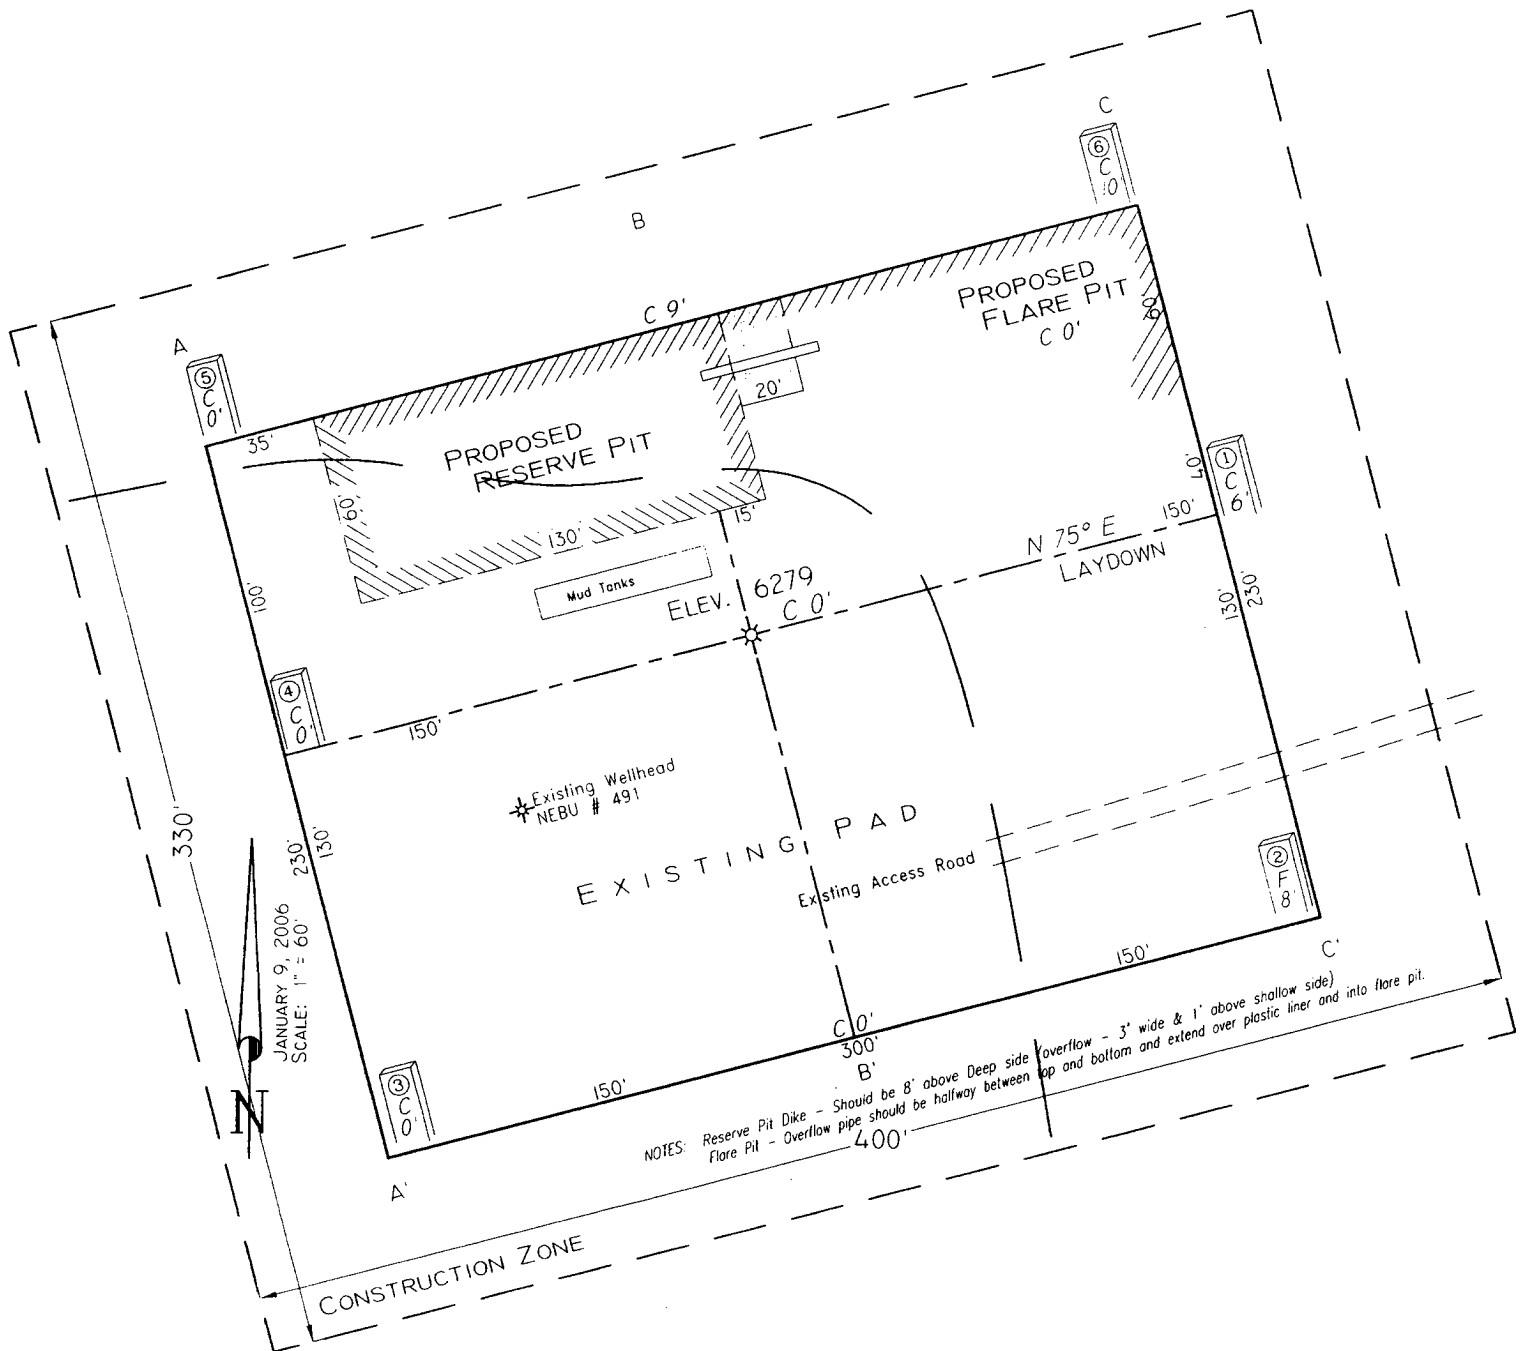 C
⑥
C
10'
B
A
⑤
C
0'
C 9'
PROPOSED
FLARE PIT
C 0'
60'
35'
20'
PROPOSED
RESERVE PIT
60'
130'
15'
Mud Tanks
①
C
6'
40'
150'
N 75° E
LAYDOWN
ELEV. 6279
C 0'
100'
130'
230'
④
C
0'
150'
Existing Wellhead
NEBU # 491
EXISTING PAD
Existing Access Road
330'
230'
130'
②
F
8'
C'
150'
JANUARY 9, 2006
SCALE: 1" = 60'
N
C 0'
300'
B'
③
C
0'
150'
A'
NOTES: Reserve Pit Dike - Should be 8' above Deep side (overflow - 3' wide & 1' above shallow side)
Flare Pit - Overflow pipe should be halfway between top and bottom and extend over plastic liner and into flare pit.
400'
CONSTRUCTION ZONE